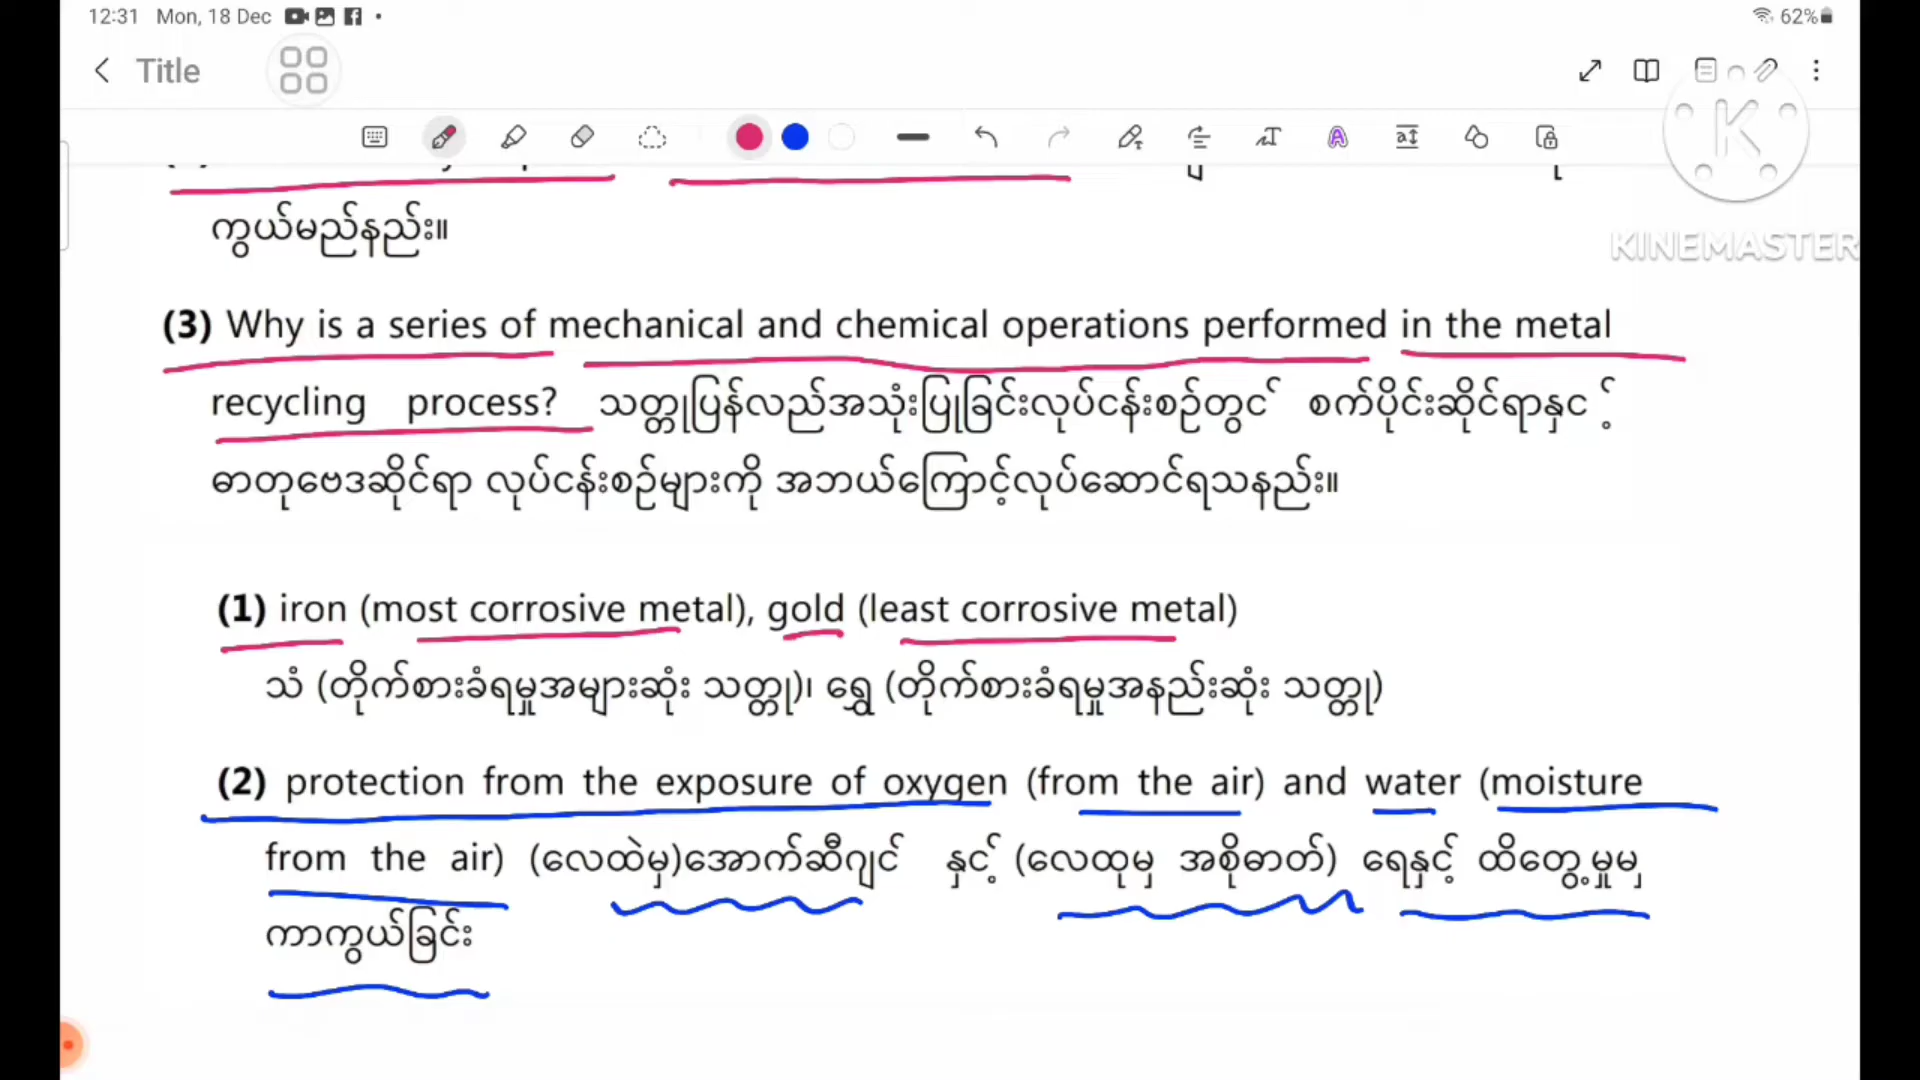 12:31 Mon, 18 Dec
62%
Title
K
KINEMASTER
ကွယ်မည်နည်း။
(3) Why is a series of mechanical and chemical operations performed in the metal
recycling process? သတ္တုပြန်လည်အသုံးပြုခြင်းလုပ်ငန်းစဉ်တွင် စက်ပိုင်းဆိုင်ရာနှင့်
ဓာတုဗေဒဆိုင်ရာ လုပ်ငန်းစဉ်များကို အဘယ်ကြောင့်လုပ်ဆောင်ရသနည်း။
(1) iron (most corrosive metal), gold (least corrosive metal)
သံ (တိုက်စားခံရမှုအများဆုံး သတ္တု)၊ ရွှေ (တိုက်စားခံရမှုအနည်းဆုံး သတ္တု)
(2) protection from the exposure of oxygen (from the air) and water (moisture
from the air) (လေထဲမှ)အောက်ဆီဂျင် နှင့် (လေထုမှ အစိုဓာတ်) ရေနှင့် ထိတွေ့မှုမှ
ကာကွယ်ခြင်း